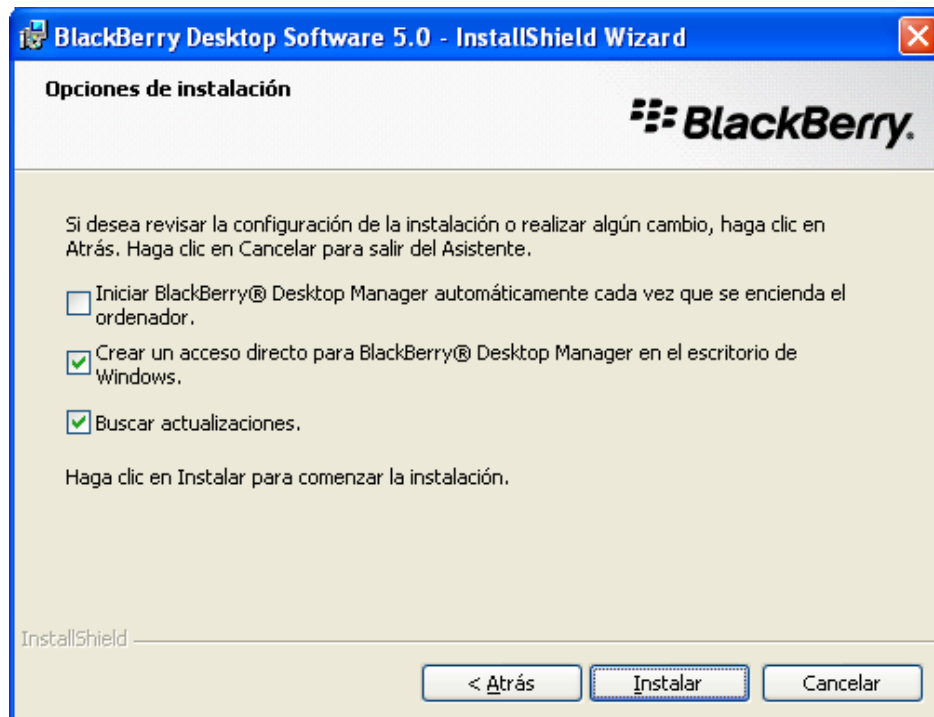 BlackBerry Desktop Software 5.0 - InstallShield Wizard
Opciones de instalación
BlackBerry.
Si desea revisar la configuración de la instalación o realizar algún cambio, haga clic en
Atrás. Haga clic en Cancelar para salir del Asistente.
Iniciar BlackBerry® Desktop Manager automáticamente cada vez que se encienda el
ordenador.
Crear un acceso directo para BlackBerry® Desktop Manager en el escritorio de
Windows.
Buscar actualizaciones.
Haga clic en Instalar para comenzar la instalación.
InstallShield
< Atrás
Instalar
Cancelar